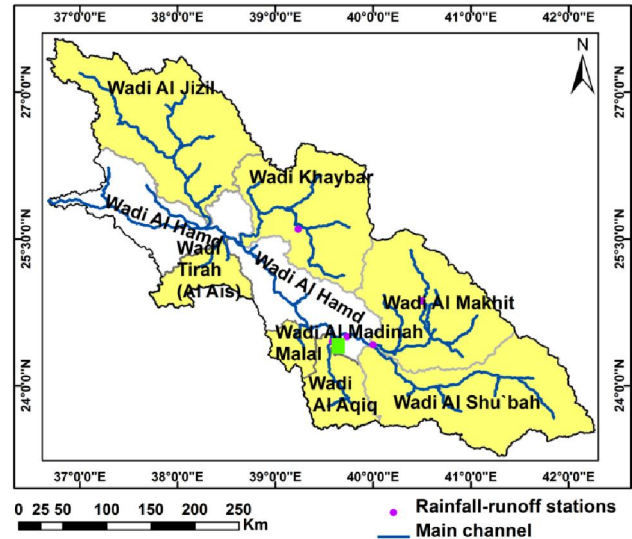 37°0'0"E 38°0'0"E 39°0'0"E 40°0'0"E 41°0'0"E 42°0'0"E
N
27°0'0"N
27°0'0"N
Wadi Al Jizil
Wadi Khaybar
Wadi Al Hamd
25°30'0"N
25°30'0"N
Wadi
Tirah
(Al Ais)
Wadi Al Hamd
Wadi Al Makhit
Wadi Al Madinah
Malal
24°0'0"N
24°0'0"N
Wadi
Al Aqiq
Wadi Al Shu`bah
37°0'0"E 38°0'0"E 39°0'0"E 40°0'0"E 41°0'0"E 42°0'0"E
0 25 50 100 150 200 250
Km
Rainfall-runoff stations
Main channel